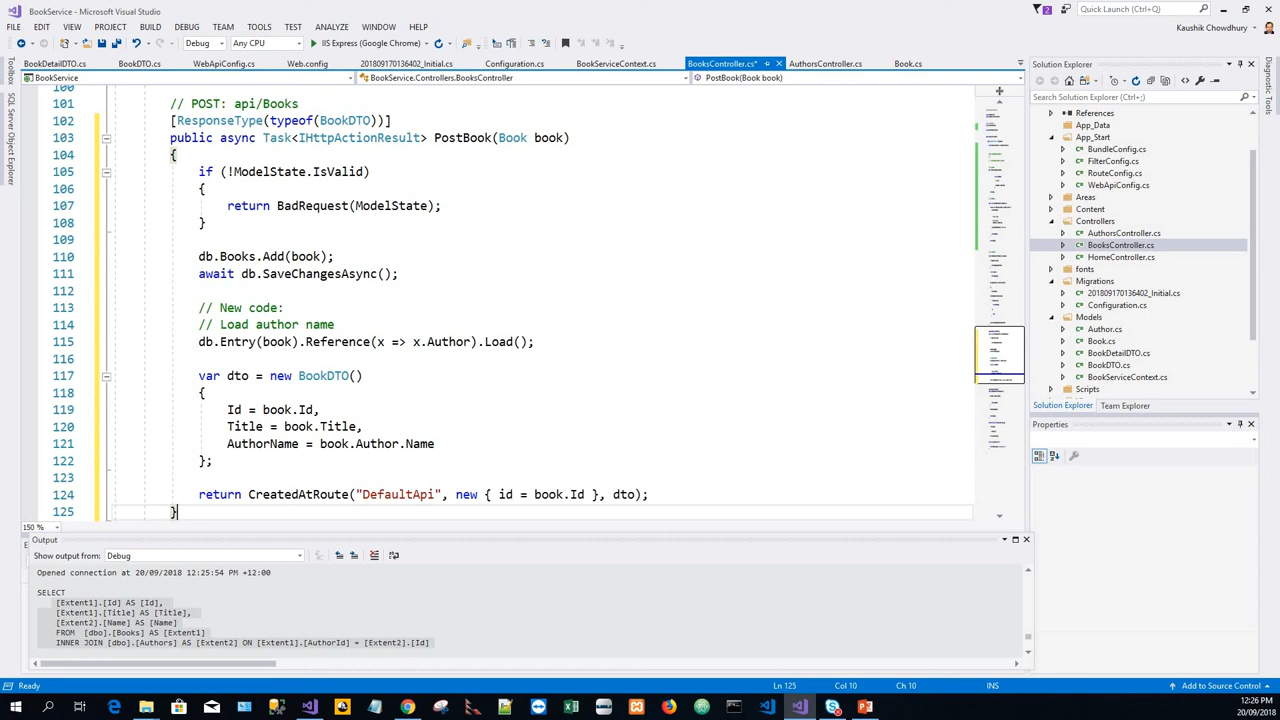 BookService - Microsoft Visual Studio
2
Quick Launch (Ctrl+;)
FILE EDIT VIEW PROJECT BUILD DEBUG TEAM TOOLS TEST ANALYZE WINDOW HELP
Kaushik Chowdhury
Debug Any CPU IIS Express (Google Chrome)
BookDetailDTO.cs BookDTO.cs WebApiConfig.cs Web.config 201809170136402_Initial.cs Configuration.cs BookServiceContext.cs BooksController.cs* AuthorsController.cs Book.cs
BookService BookService.Controllers.BooksController PostBook(Book book)
Toolbox
SQL Server Object Explorer
100
101 // POST: api/Books
102 [ResponseType(typeof(BookDTO))]
103 public async Task<IHttpActionResult> PostBook(Book book)
104 {
105 if (!ModelState.IsValid)
106 {
107 return BadRequest(ModelState);
108 }
109
110 db.Books.Add(book);
111 await db.SaveChangesAsync();
112
113 // New code:
114 // Load author name
115 db.Entry(book).Reference(x => x.Author).Load();
116
117 var dto = new BookDTO()
118 {
119 Id = book.Id,
120 Title = book.Title,
121 AuthorName = book.Author.Name
122 };
123
124 return CreatedAtRoute("DefaultApi", new { id = book.Id }, dto);
125 }
150 %
Solution Explorer
Search Solution Explorer (Ctrl+;)
References
App_Data
App_Start
BundleConfig.cs
FilterConfig.cs
RouteConfig.cs
WebApiConfig.cs
Areas
Content
Controllers
AuthorsController.cs
BooksController.cs
HomeController.cs
fonts
Migrations
201809170136402_Initial.cs
Configuration.cs
Models
Author.cs
Book.cs
BookDetailDTO.cs
BookDTO.cs
BookServiceContext.cs
Scripts
Solution Explorer Team Explorer
Properties
Diagnostic Tools
Output
Show output from: Debug
Opened connection at 20/09/2018 12:25:54 PM +12:00
SELECT
[Extent1].[Id] AS [Id],
[Extent1].[Title] AS [Title],
[Extent2].[Name] AS [Name]
FROM [dbo].[Books] AS [Extent1]
INNER JOIN [dbo].[Authors] AS [Extent2] ON [Extent1].[AuthorId] = [Extent2].[Id]
Ready Ln 125 Col 10 Ch 10 INS Add to Source Control
12:26 PM
20/09/2018